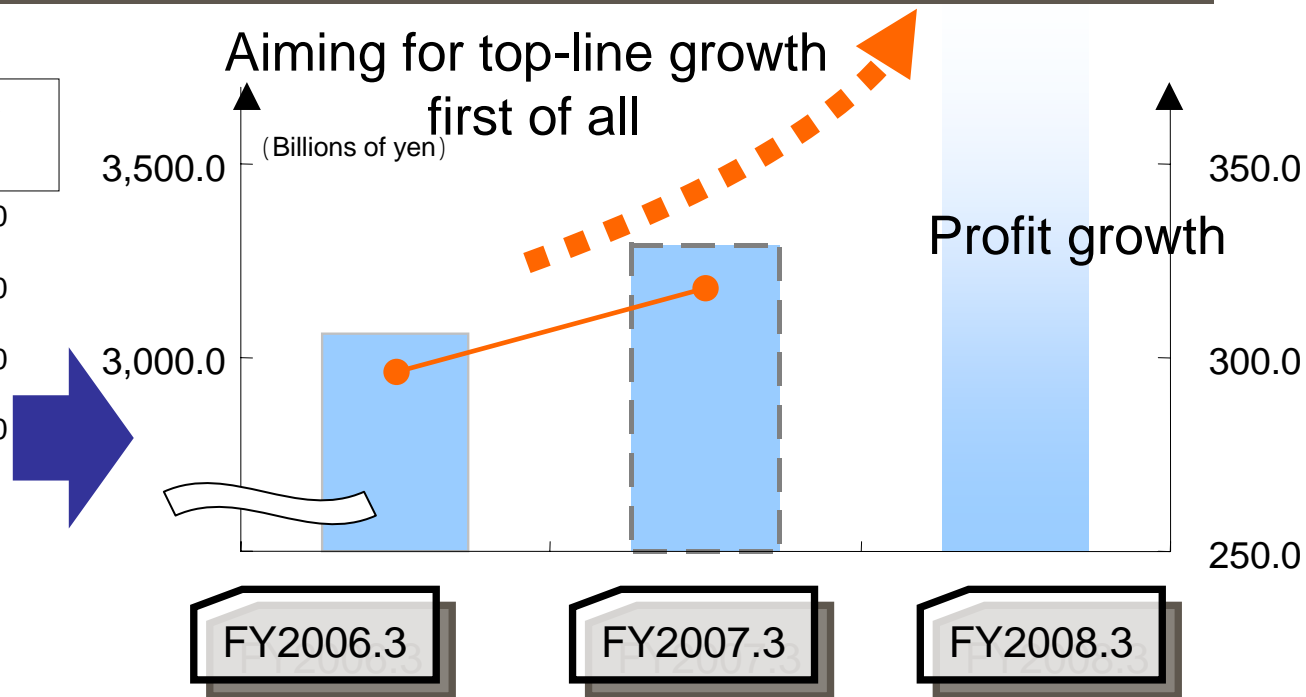 Aiming for top-line growth
first of all
(Billions of yen)
3,500.0
350.0
Profit growth
3,000.0
300.0
250.0
FY2006.3
FY2007.3
FY2008.3